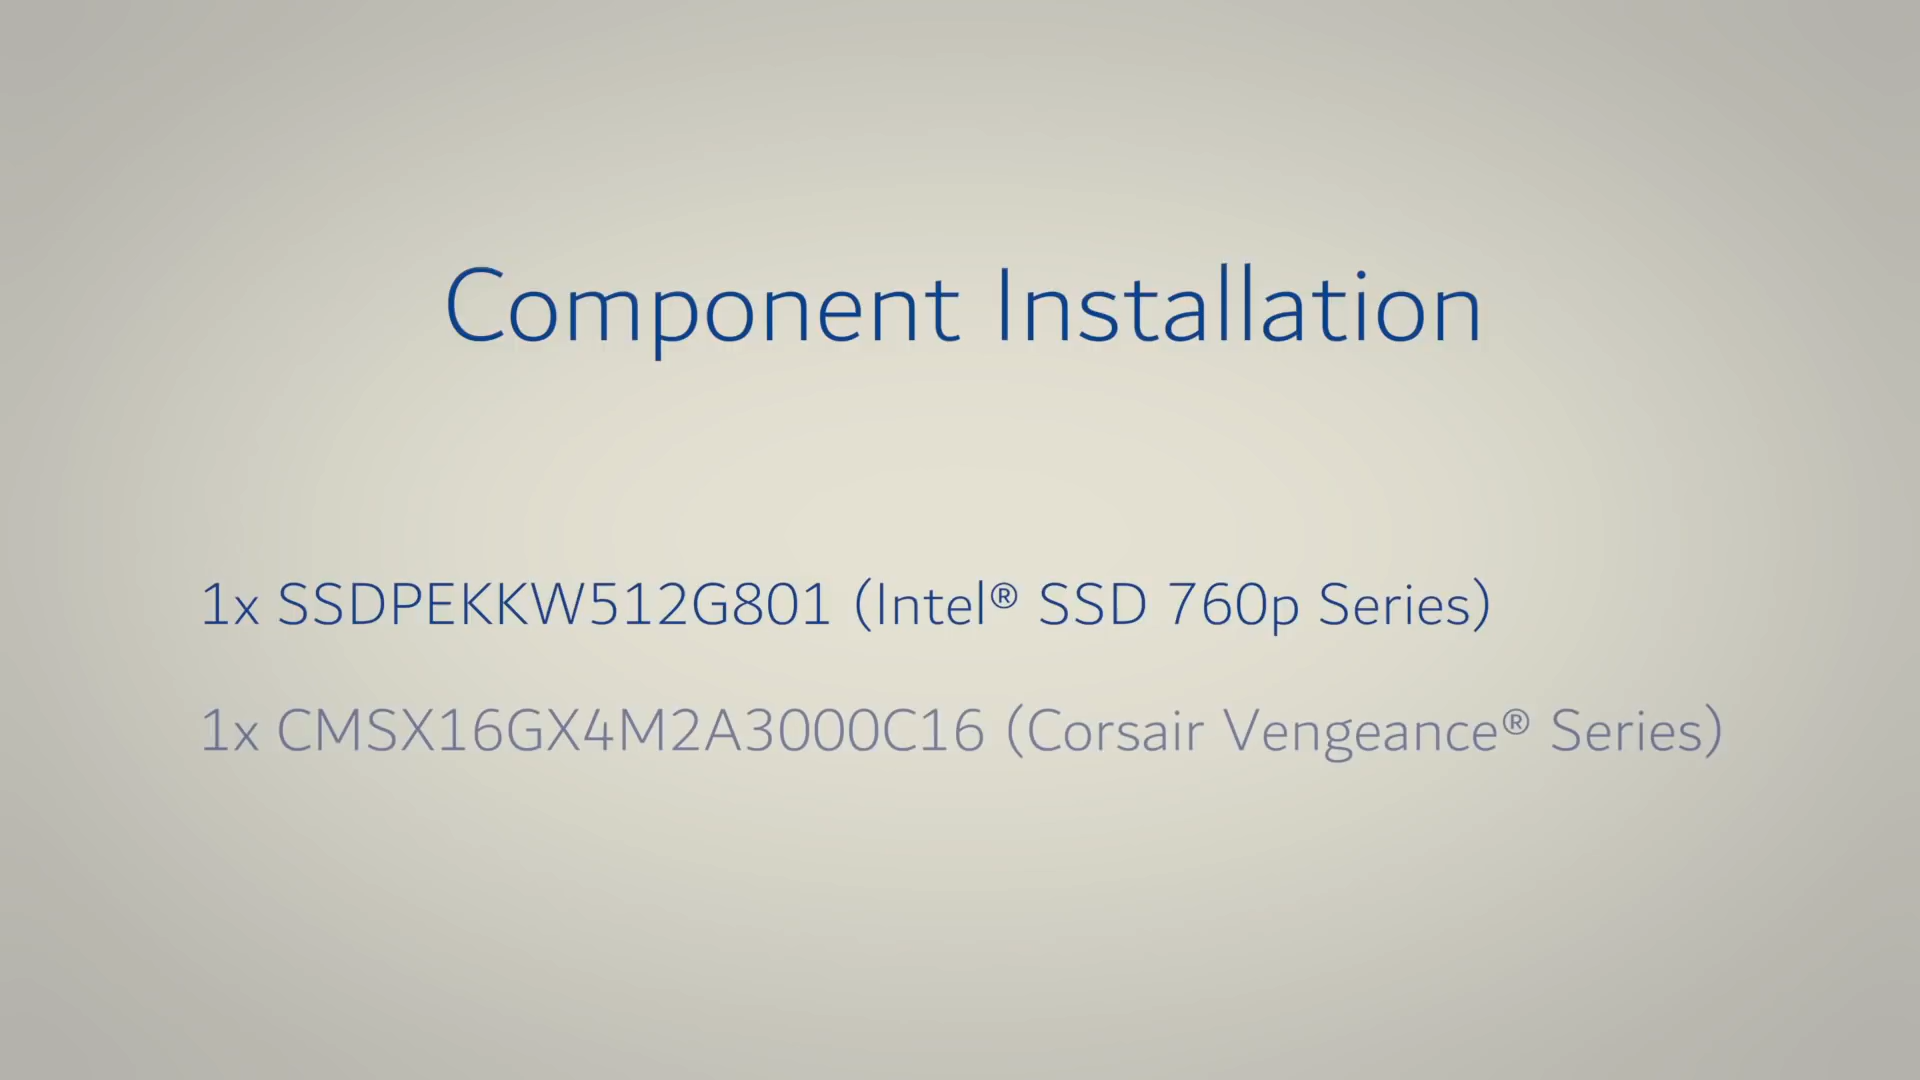 Component Installation
1x SSDPEKKW512G801 (Intel® SSD 760p Series)
1x CMSX16GX4M2A3000C16 (Corsair Vengeance® Series)